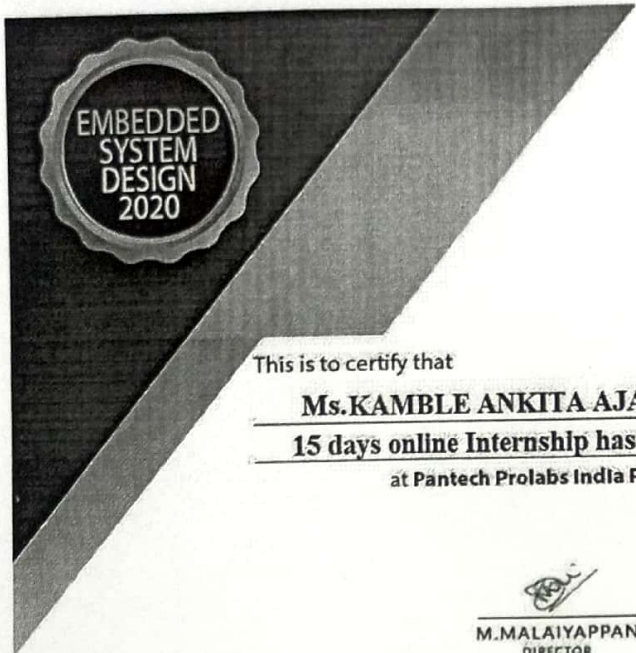 EMBEDDED
SYSTEM
DESIGN
2020
This is to certify that
Ms.KAMBLE ANKITA AJA
15 days online Internship has
at Pantech Prolabs India P
M.MALAIYAPPAN
DIRECTOR